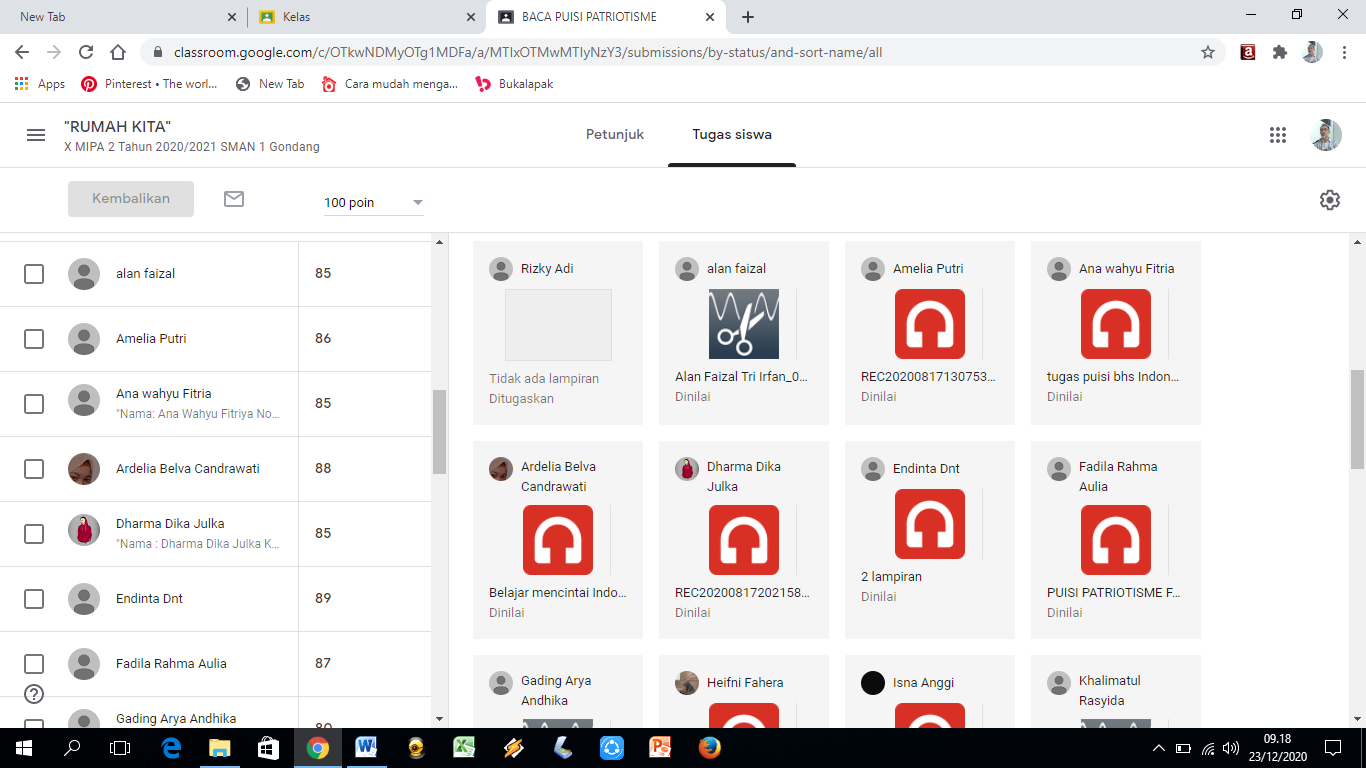 New Tab
Kelas
BACA PUISI PATRIOTISME
classroom.google.com/c/OTkwNDMyOTg1MDFa/a/MTIxOTMwMTIyNzY3/submissions/by-status/and-sort-name/all
Apps
Pinterest • The worl...
New Tab
Cara mudah menga...
Bukalapak
"RUMAH KITA"
X MIPA 2 Tahun 2020/2021 SMAN 1 Gondang
Petunjuk
Tugas siswa
Kembalikan
100 poin
alan faizal
85
Amelia Putri
86
Ana wahyu Fitria
"Nama: Ana Wahyu Fitriya No...
85
Ardelia Belva Candrawati
88
Dharma Dika Julka
"Nama : Dharma Dika Julka K...
85
Endinta Dnt
89
Fadila Rahma Aulia
87
Gading Arya Andhika
Rizky Adi
Tidak ada lampiran
Ditugaskan
alan faizal
Alan Faizal Tri Irfan_0...
Dinilai
Amelia Putri
REC20200817130753...
Dinilai
Ana wahyu Fitria
tugas puisi bhs Indon...
Dinilai
Ardelia Belva
Candrawati
Belajar mencintai Indo...
Dinilai
Dharma Dika
Julka
REC20200817202158...
Dinilai
Endinta Dnt
2 lampiran
Dinilai
Fadila Rahma
Aulia
PUISI PATRIOTISME F...
Dinilai
Gading Arya
Andhika
Heifni Fahera
Isna Anggi
Khalimatul
Rasyida
09.18
23/12/2020